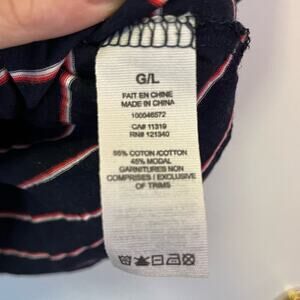 G/L
FAIT EN CHINE
MADE IN CHINA
100046572
CA# 11319
RN# 121340
55% COTON /COTTON
45% MODAL
GARNITURES NON
COMPRISES / EXCLUSIVE
OF TRIMS